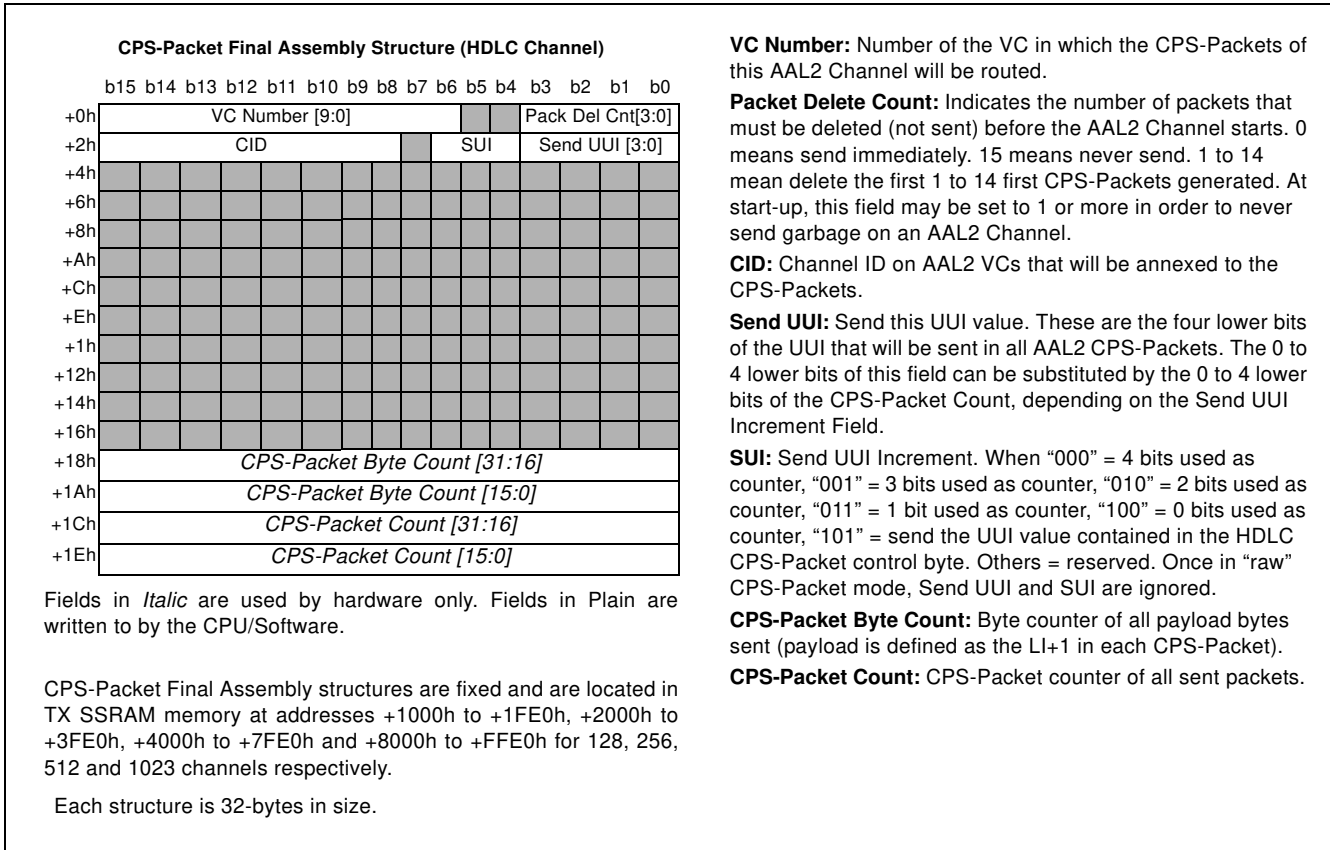 CPS-Packet Final Assembly Structure (HDLC Channel)
b15 b14 b13 b12 b11 b10 b9 b8 b7 b6 b5 b4 b3 b2 b1 b0
+0h VC Number [9:0] Pack Del Cnt[3:0]
+2h CID SUI Send UUI [3:0]
+4h
+6h
+8h
+Ah
+Ch
+Eh
+1h
+12h
+14h
+16h
+18h CPS-Packet Byte Count [31:16]
+1Ah CPS-Packet Byte Count [15:0]
+1Ch CPS-Packet Count [31:16]
+1Eh CPS-Packet Count [15:0]
Fields in Italic are used by hardware only. Fields in Plain are
written to by the CPU/Software.
CPS-Packet Final Assembly structures are fixed and are located in
TX SSRAM memory at addresses +1000h to +1FE0h, +2000h to
+3FE0h, +4000h to +7FE0h and +8000h to +FFE0h for 128, 256,
512 and 1023 channels respectively.
Each structure is 32-bytes in size.
VC Number: Number of the VC in which the CPS-Packets of
this AAL2 Channel will be routed.
Packet Delete Count: Indicates the number of packets that
must be deleted (not sent) before the AAL2 Channel starts. 0
means send immediately. 15 means never send. 1 to 14
mean delete the first 1 to 14 first CPS-Packets generated. At
start-up, this field may be set to 1 or more in order to never
send garbage on an AAL2 Channel.
CID: Channel ID on AAL2 VCs that will be annexed to the
CPS-Packets.
Send UUI: Send this UUI value. These are the four lower bits
of the UUI that will be sent in all AAL2 CPS-Packets. The 0 to
4 lower bits of this field can be substituted by the 0 to 4 lower
bits of the CPS-Packet Count, depending on the Send UUI
Increment Field.
SUI: Send UUI Increment. When “000” = 4 bits used as
counter, “001” = 3 bits used as counter, “010” = 2 bits used as
counter, “011” = 1 bit used as counter, “100” = 0 bits used as
counter, “101” = send the UUI value contained in the HDLC
CPS-Packet control byte. Others = reserved. Once in “raw”
CPS-Packet mode, Send UUI and SUI are ignored.
CPS-Packet Byte Count: Byte counter of all payload bytes
sent (payload is defined as the LI+1 in each CPS-Packet).
CPS-Packet Count: CPS-Packet counter of all sent packets.